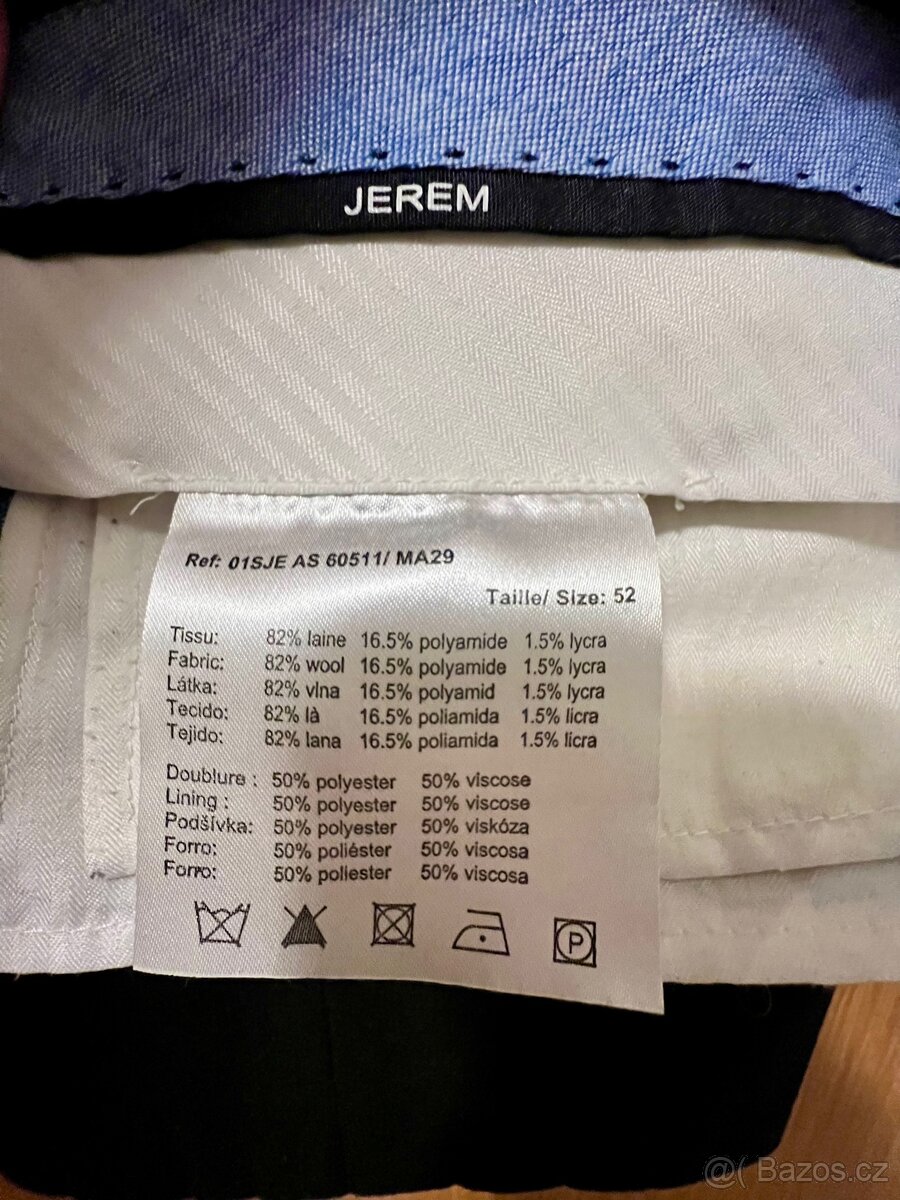 JEREM
Ref: 01SJE AS 60511/ MA29
Taille/ Size: 52
Tissu: 82% laine 16.5% polyamide 1.5% lycra
Fabric: 82% wool 16.5% polyamide 1.5% lycra
Látka: 82% vlna 16.5% polyamid 1.5% lycra
Tecido: 82% là 16.5% poliamida 1.5% licra
Tejido: 82% lana 16.5% poliamida 1.5% licra
Doublure : 50% polyester 50% viscose
Lining : 50% polyester 50% viscose
Podšívka: 50% polyester 50% viskóza
Forro: 50% poliéster 50% viscosa
Forro: 50% poliester 50% viscosa
P
@( Bazos.cz